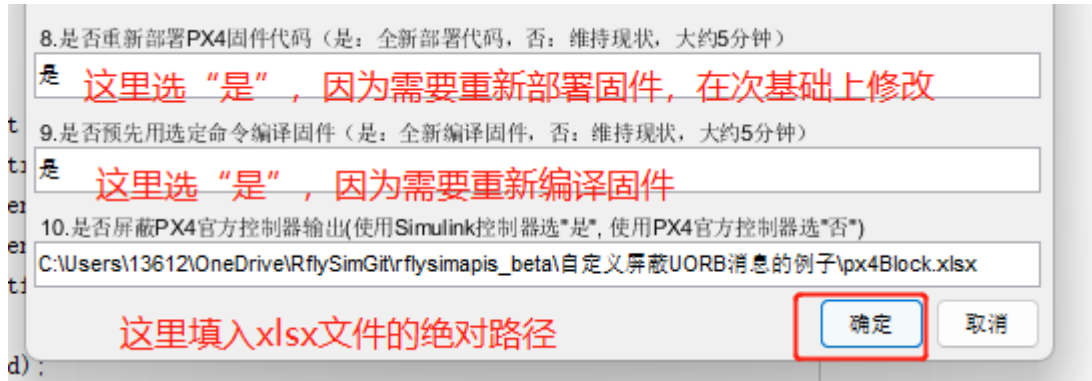 8.是否重新部署PX4固件代码（是：全新部署代码，否：维持现状，大约5分钟）
是 这里选“是”，因为需要重新部署固件，在次基础上修改
9.是否预先用选定命令编译固件（是：全新编译固件，否：维持现状，大约5分钟）
是 这里选“是”，因为需要重新编译固件
10.是否屏蔽PX4官方控制器输出(使用Simulink控制器选"是", 使用PX4官方控制器选"否")
C:\Users\13612\OneDrive\RflySimGit\rflysimapis_beta\自定义屏蔽UORB消息的例子\px4Block.xlsx
这里填入xlsx文件的绝对路径 确定 取消
d);